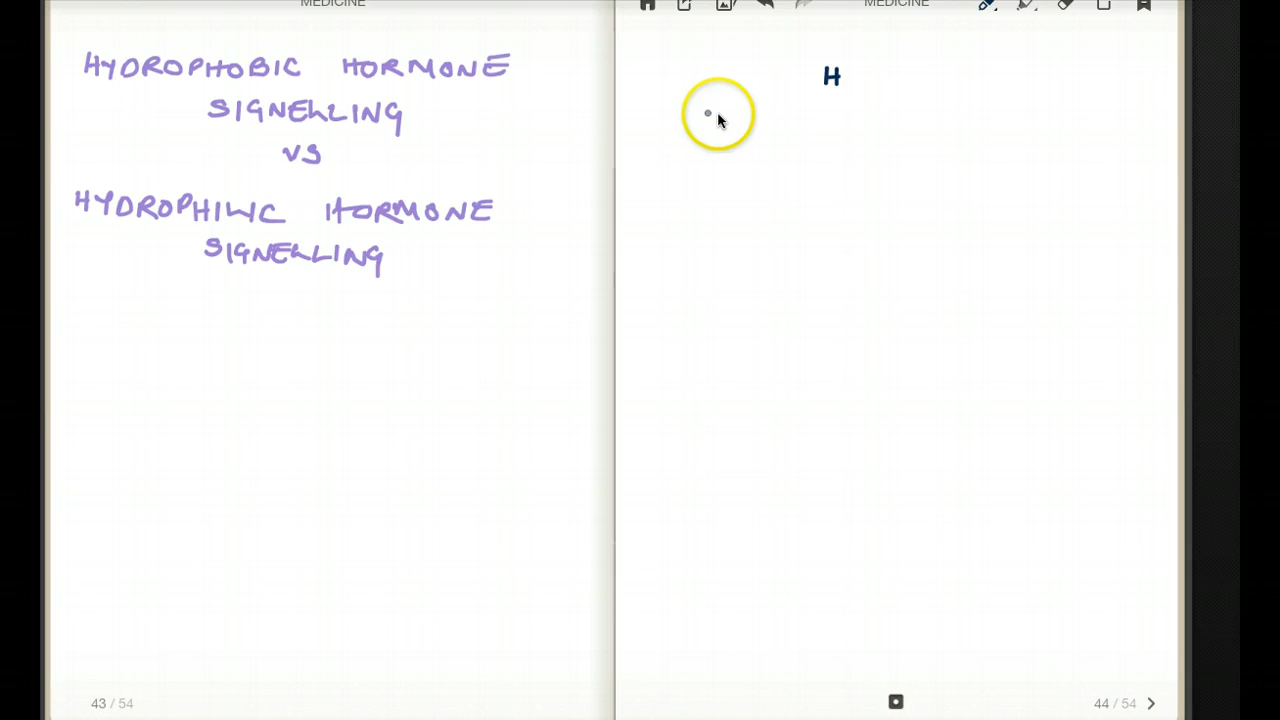 MEDICINE
HYDROPHOBIC HORMONE
SIGNELLING
VS
HYDROPHILIC HORMONE
SIGNELLING
43 / 54
MEDICINE
H
44 / 54